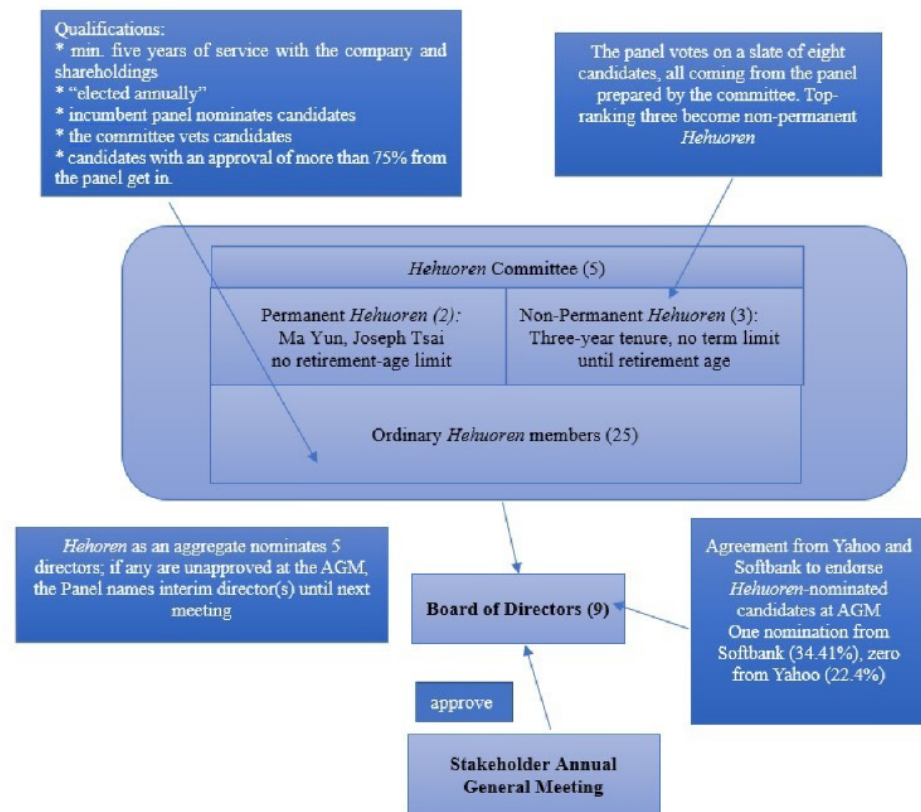 Qualifications:
* min. five years of service with the company and
shareholdings
* “elected annually”
* incumbent panel nominates candidates
* the committee vets candidates
* candidates with an approval of more than 75% from
the panel get in.
The panel votes on a slate of eight
candidates, all coming from the panel
prepared by the committee. Top-
ranking three become non-permanent
Hehuoren
Hehuoren Committee (5)
Permanent Hehuoren (2):
Ma Yun, Joseph Tsai
no retirement-age limit
Non-Permanent Hehuoren (3):
Three-year tenure, no term limit
until retirement age
Ordinary Hehuoren members (25)
Hehoren as an aggregate nominates 5
directors; if any are unapproved at the AGM,
the Panel names interim director(s) until next
meeting
Board of Directors (9)
Agreement from Yahoo and
Softbank to endorse
Hehuoren-nominated
candidates at AGM
One nomination from
Softbank (34.41%), zero
from Yahoo (22.4%)
approve
Stakeholder Annual
General Meeting